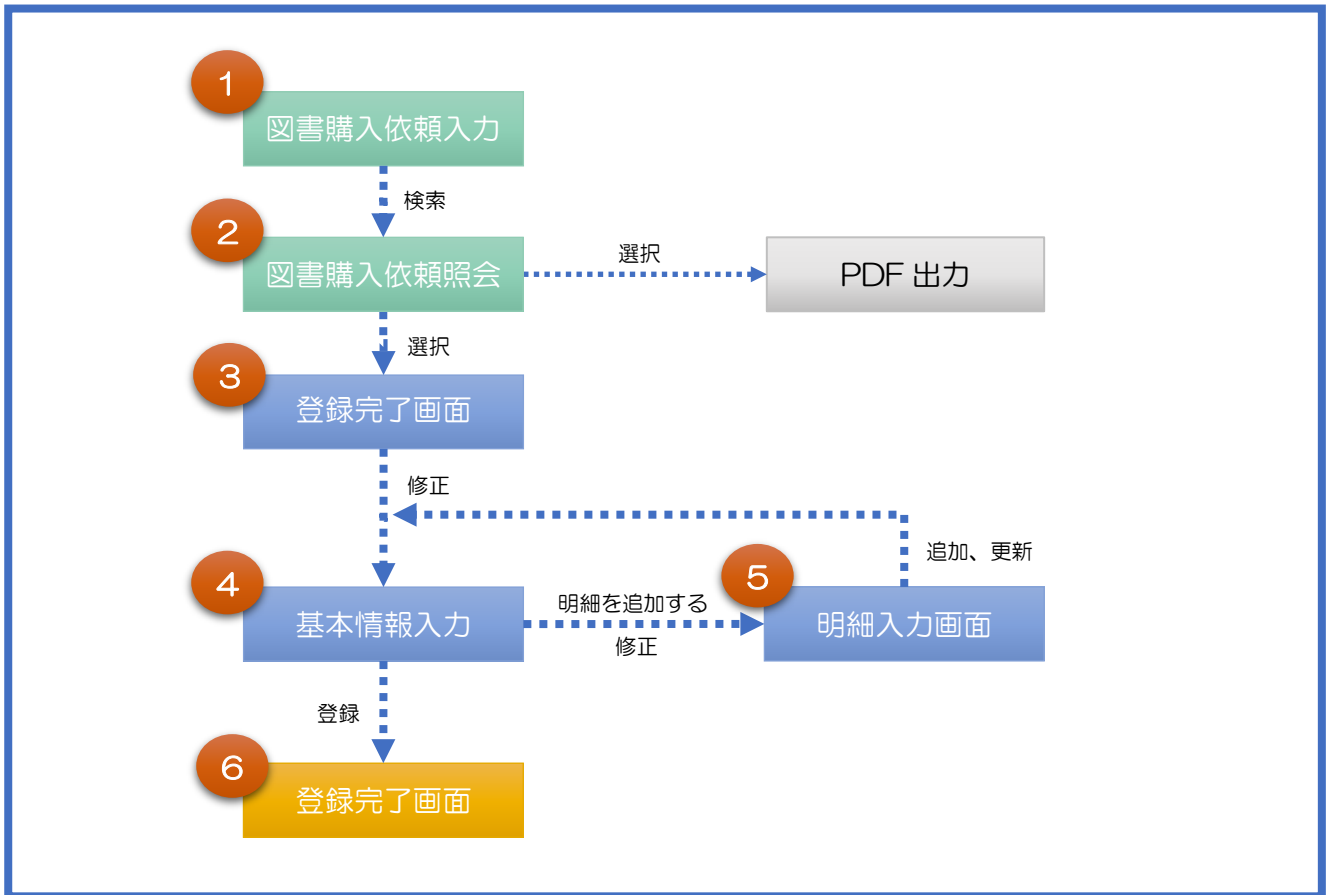 1
図書購入依頼入力
検索
2
図書購入依頼照会
選択
PDF 出力
選択
3
登録完了画面
修正
追加、更新
4
基本情報入力
明細を追加する
修正
5
明細入力画面
登録
6
登録完了画面